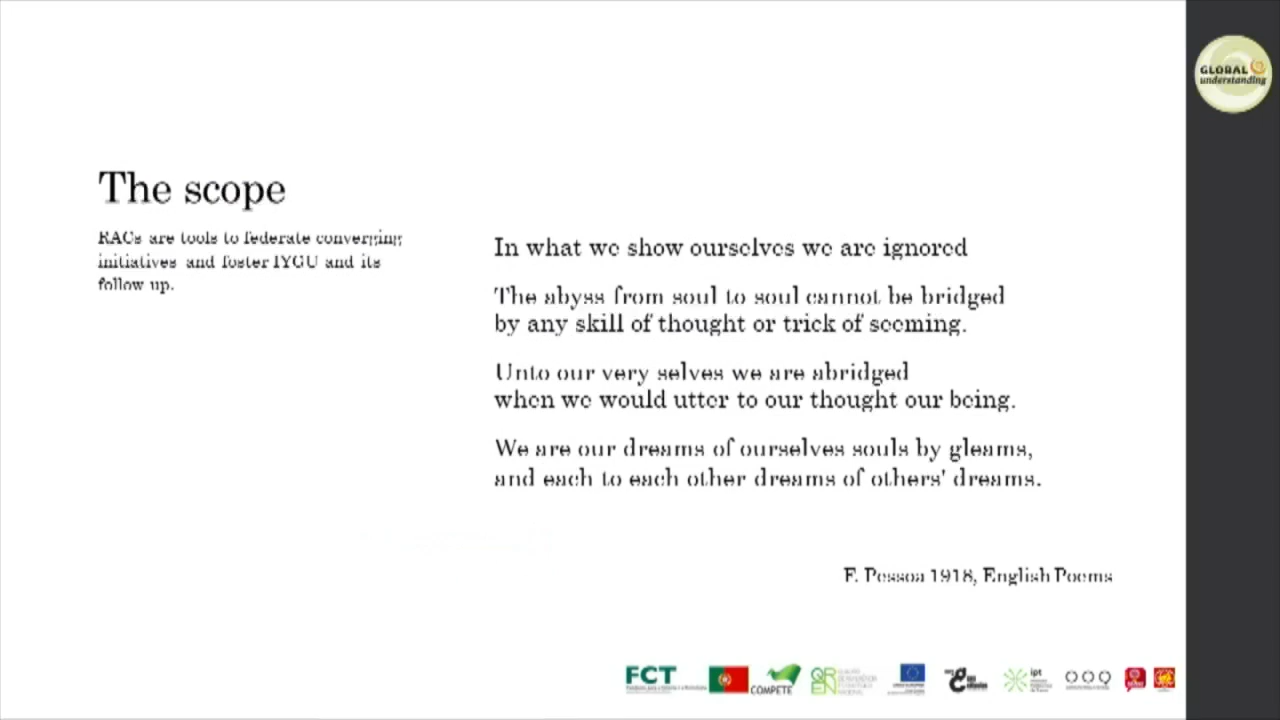 GLOBAL
understanding
The scope
RACs are tools to federate converging
initiatives and foster IYGU and its
follow up.
In what we show ourselves we are ignored
The abyss from soul to soul cannot be bridged
by any skill of thought or trick of seeming.
Unto our very selves we are abridged
when we would utter to our thought our being.
We are our dreams of ourselves souls by gleams,
and each to each other dreams of others' dreams.
F. Pessoa 1918, English Poems
FCT
COMPETE
QREN
ipt